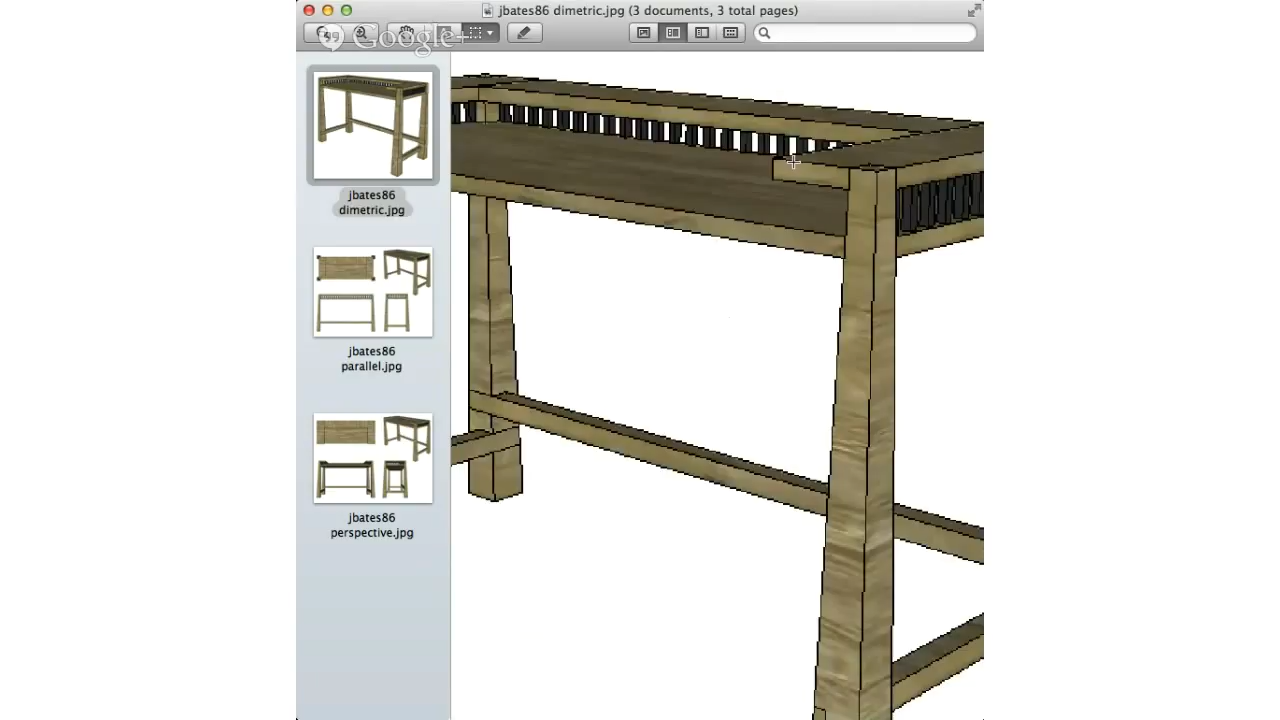 jbates86 dimetric.jpg (3 documents, 3 total pages)
Google+
jbates86
dimetric.jpg
jbates86
parallel.jpg
jbates86
perspective.jpg